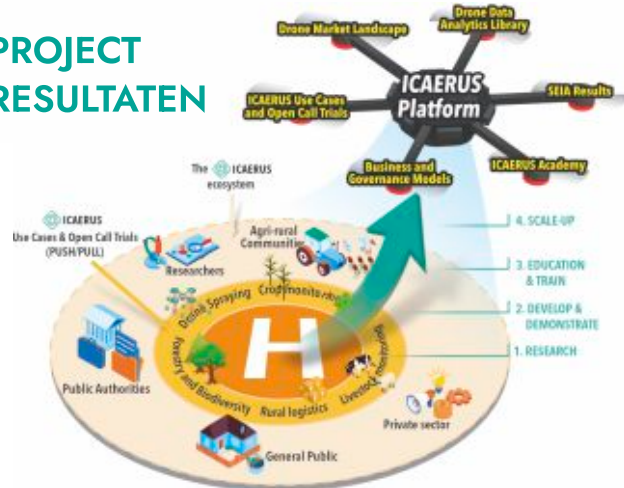 PROJECT
RESULTATEN
Drone Market Landscape
Drone Data
Analytics Library
ICAERUS Use Cases
and Open Call Trials
ICAERUS
Platform
SEIA Results
Business and
Governance Models
ICAERUS Academy
The ICAERUS
ecosystem
ICAERUS
Use Cases & Open Call Trials
(PUSH/PULL)
Agri-rural
Communities
Researchers
Drone Spraying
Crop monitoring
Forestry and Biodiversity
Rural logistics
Livestock monitoring
H
Public Authorities
General Public
Private sector
4. SCALE-UP
3. EDUCATION
& TRAIN
2. DEVELOP &
DEMONSTRATE
1. RESEARCH